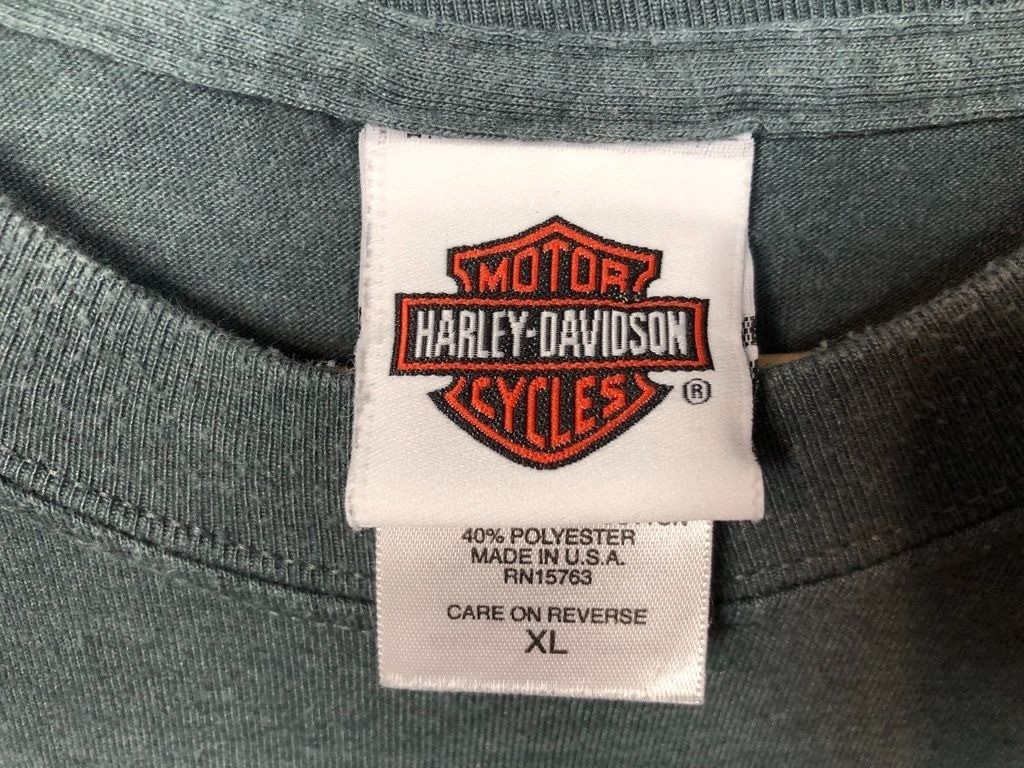 MOTOR
HARLEY-DAVIDSON
CYCLES
®
40% POLYESTER
MADE IN U.S.A.
RN15763
CARE ON REVERSE
XL